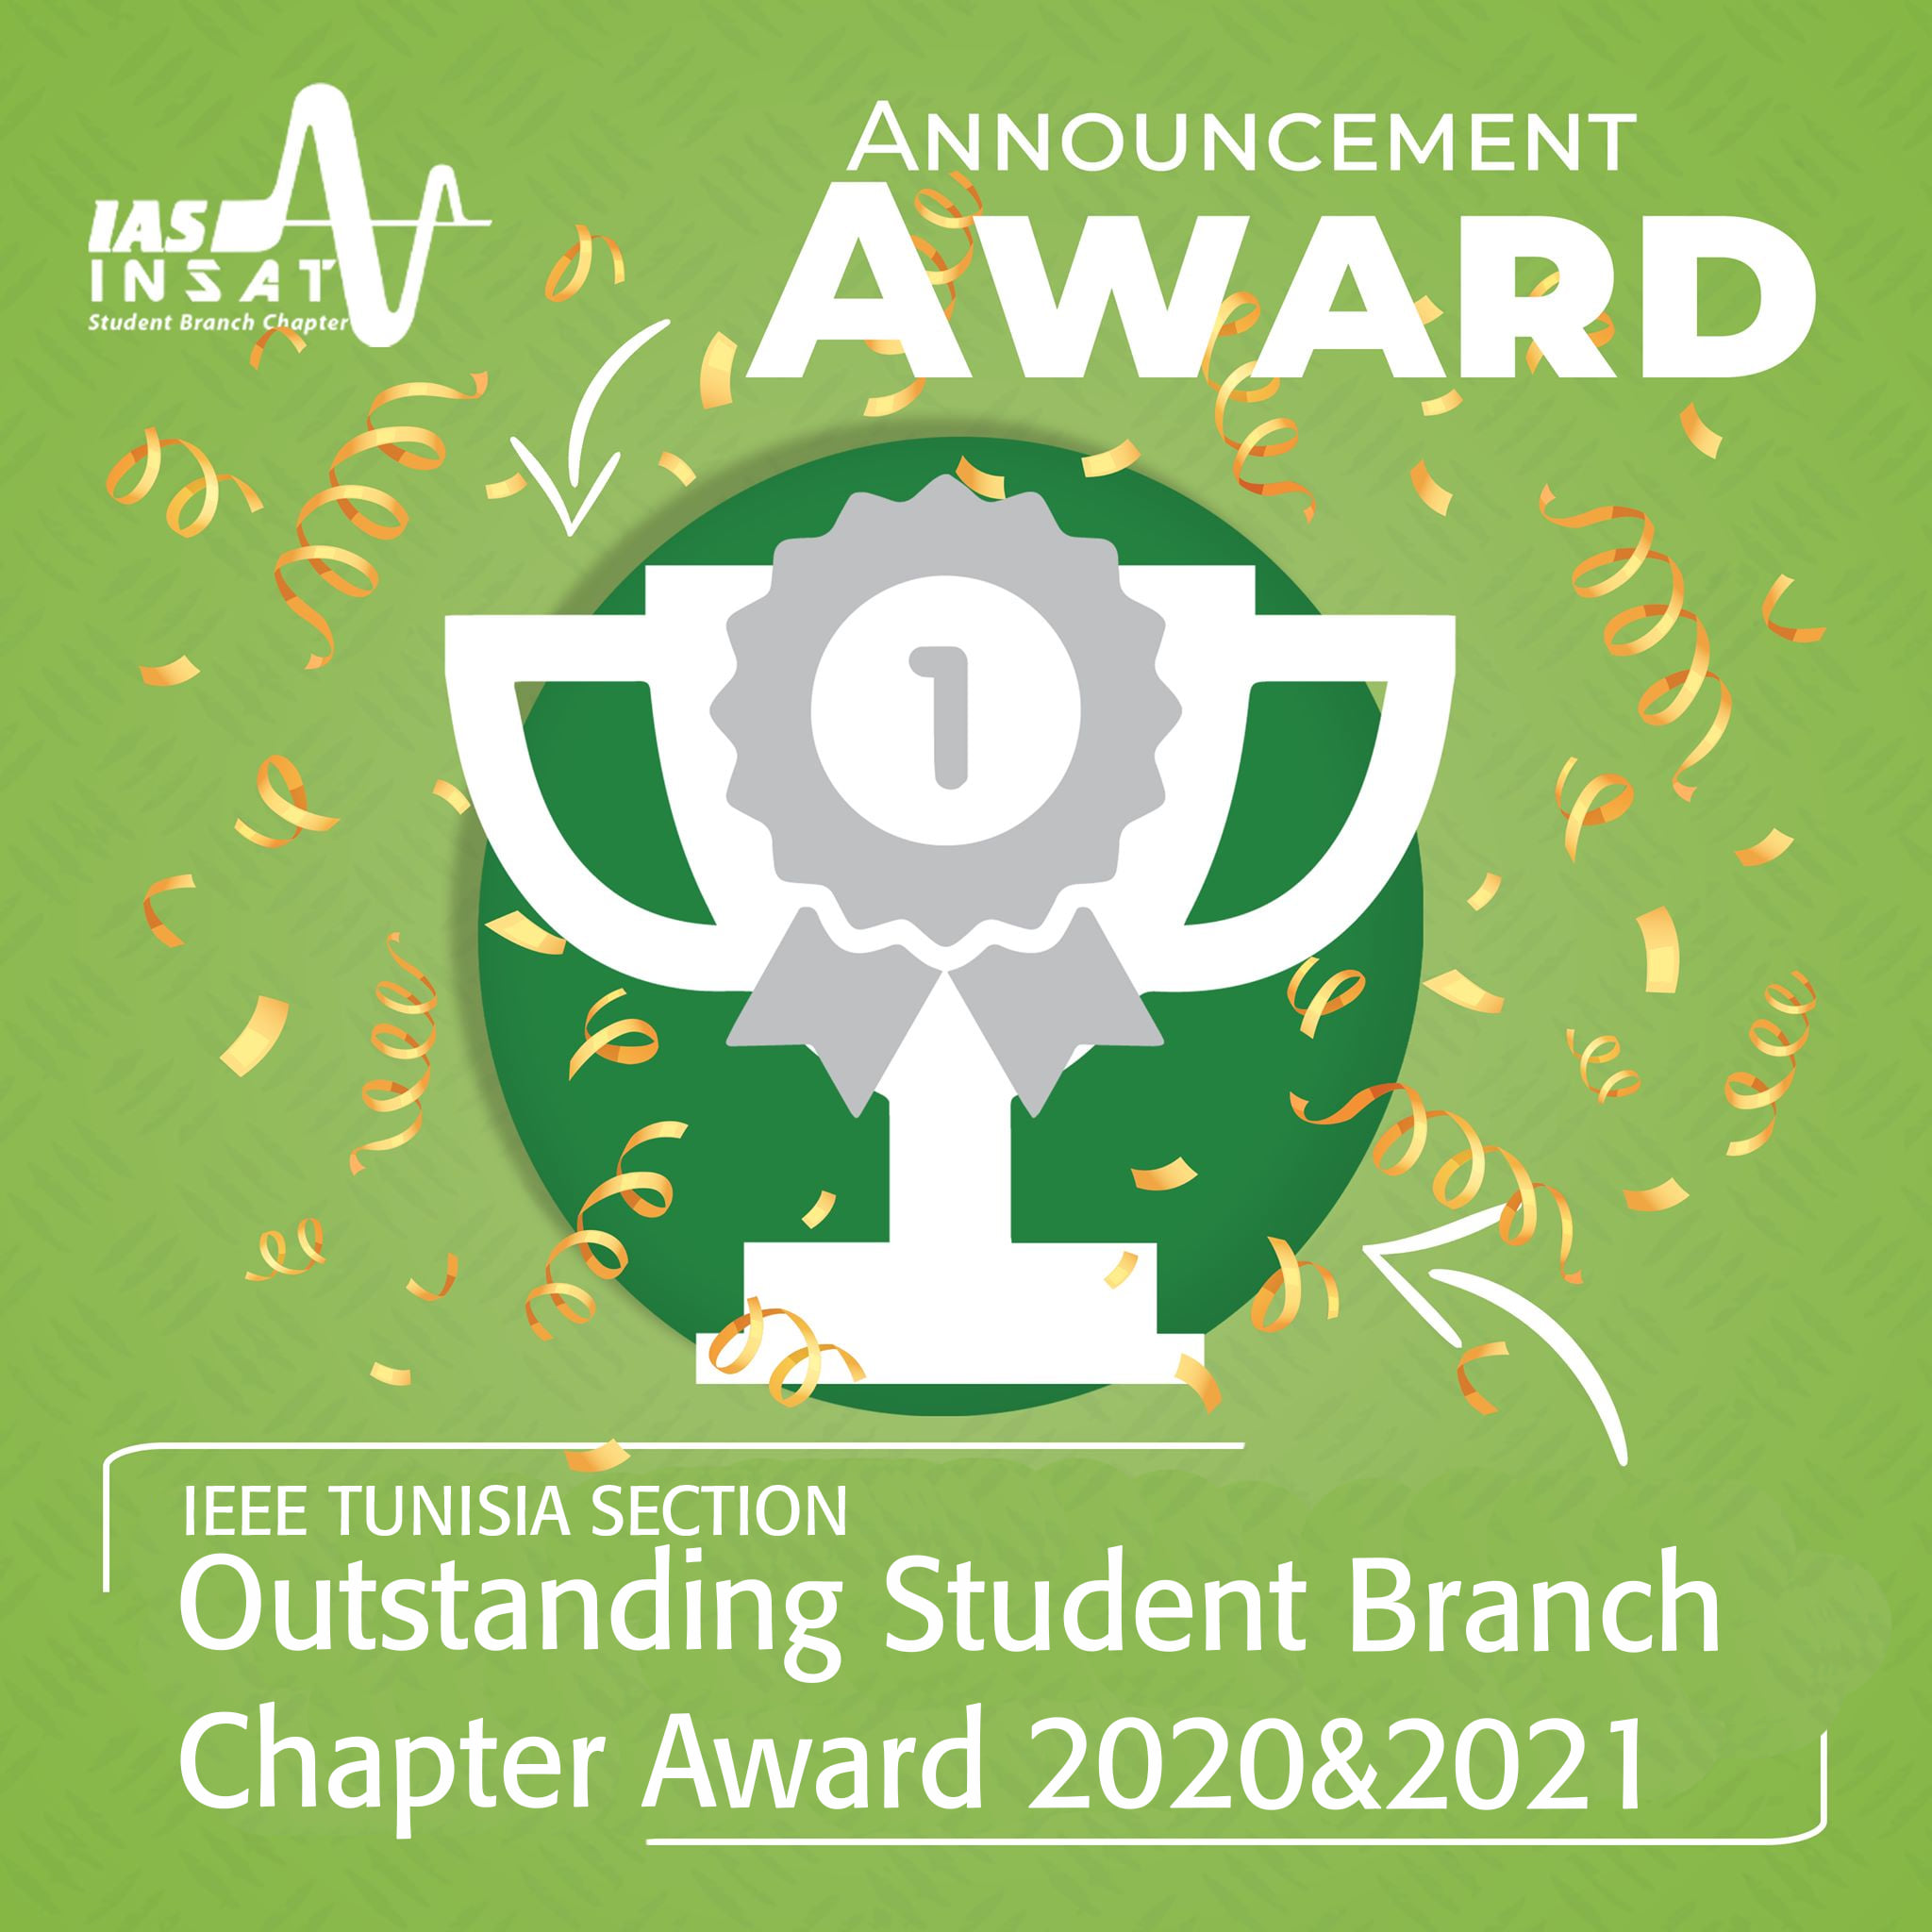 IAS
INSAT
Student Branch Chapter
ANNOUNCEMENT
AWARD
1
IEEE TUNISIA SECTION
Outstanding Student Branch
Chapter Award 2020&2021